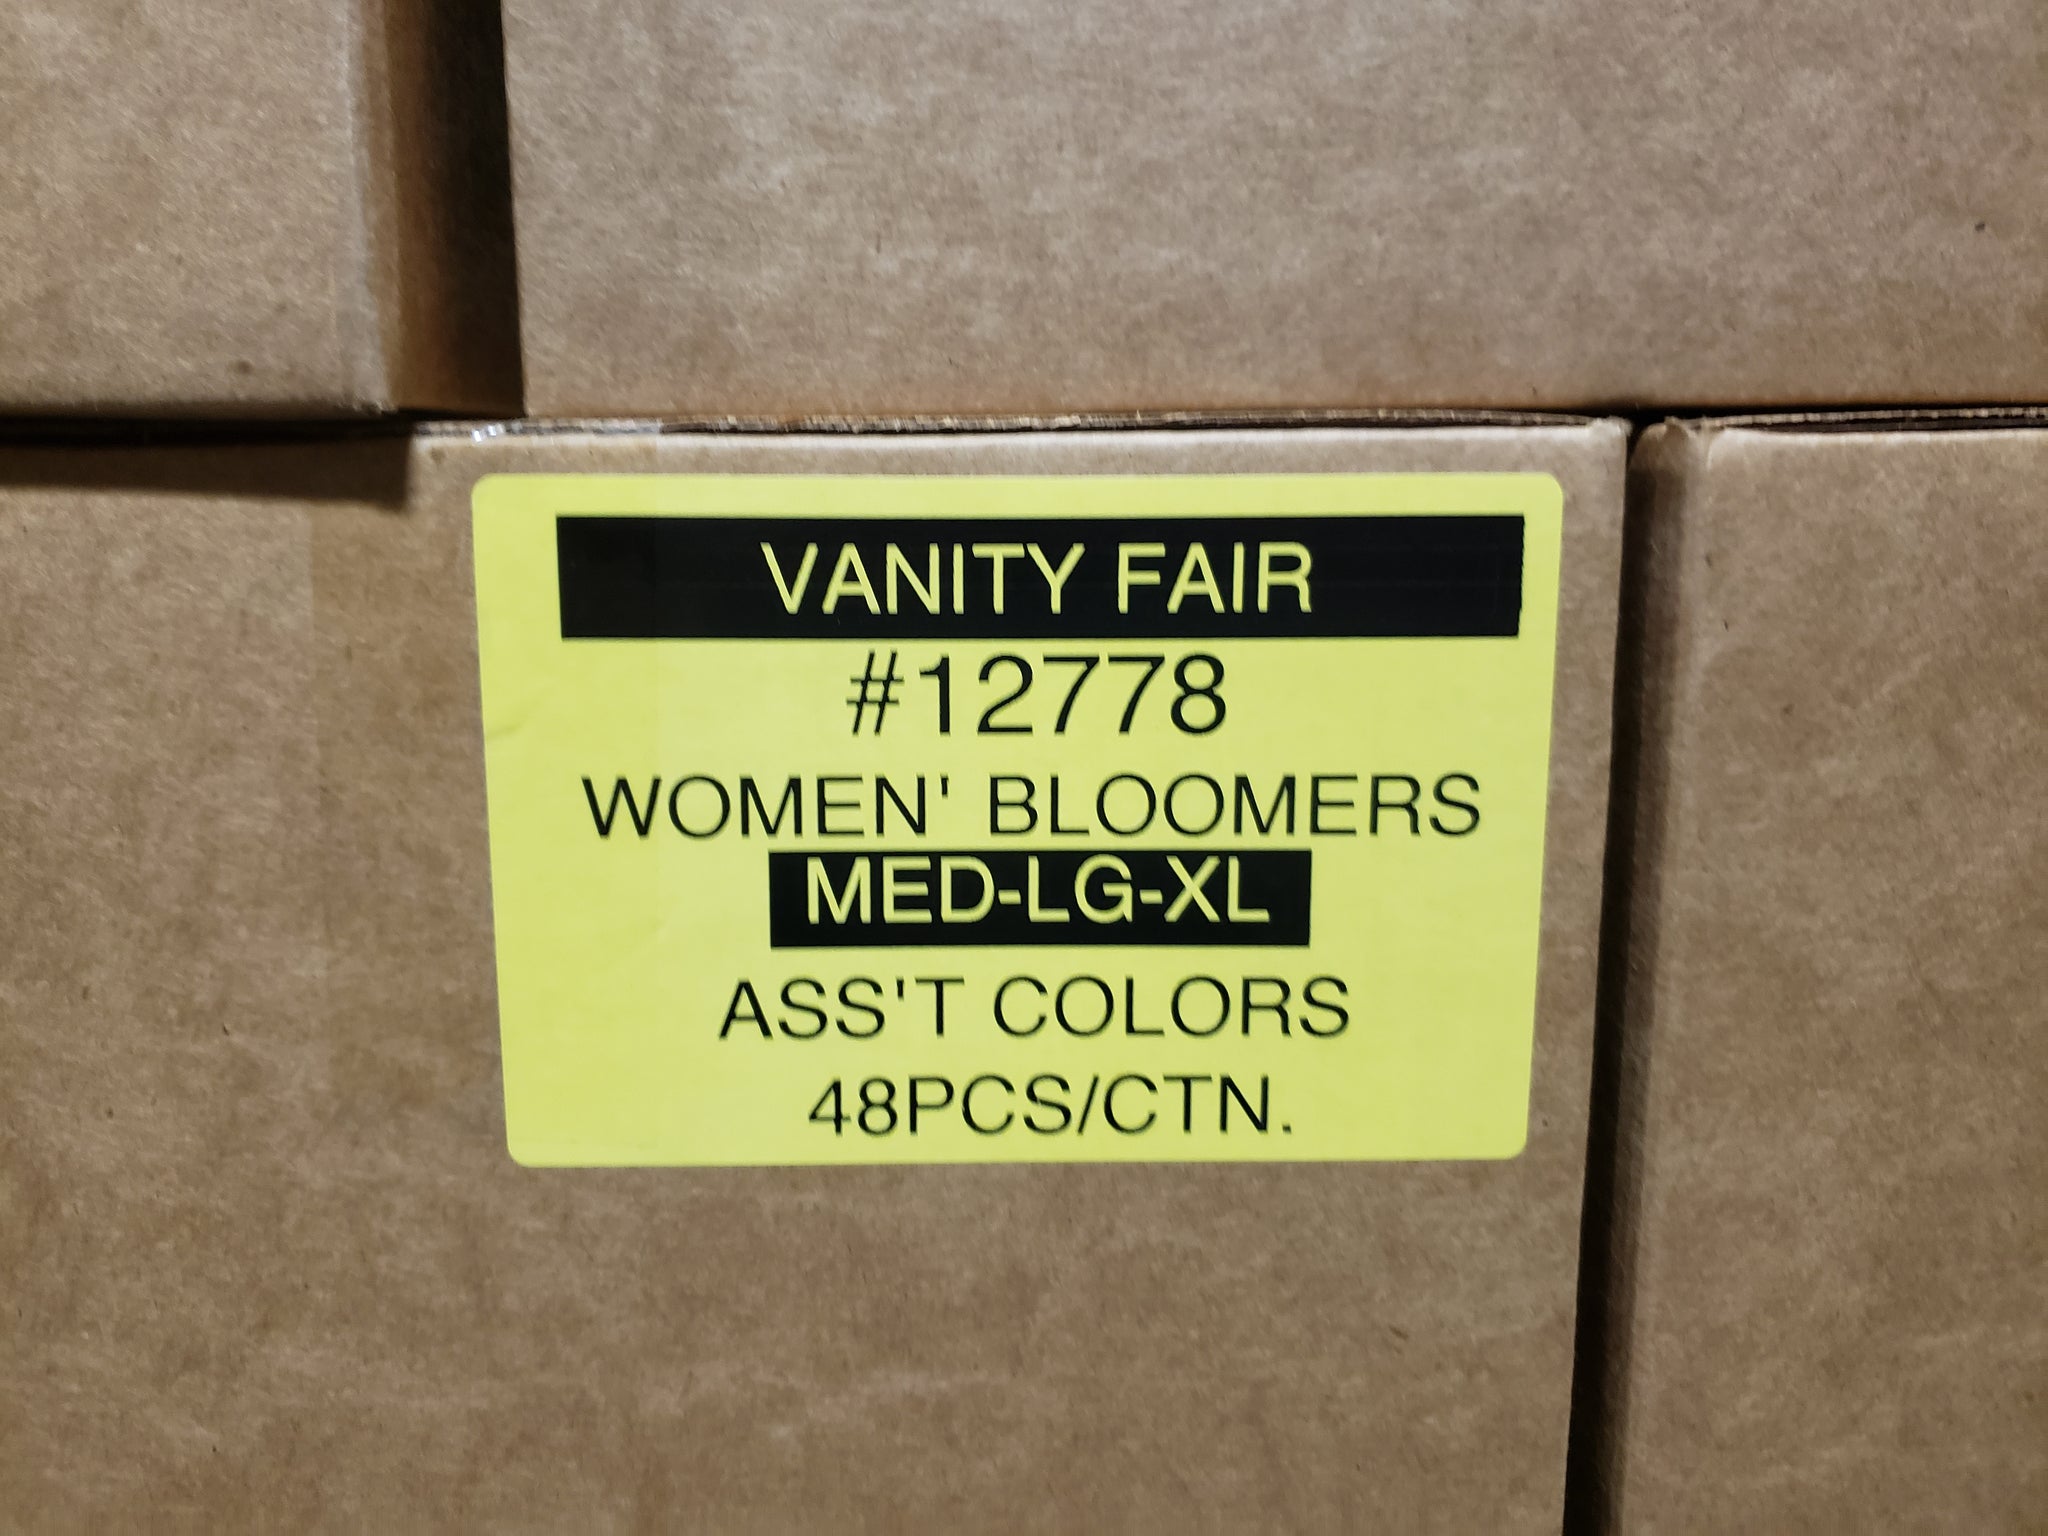 VANITY FAIR
#12778
WOMEN' BLOOMERS
MED-LG-XL
ASS'T COLORS
48PCS/CTN.